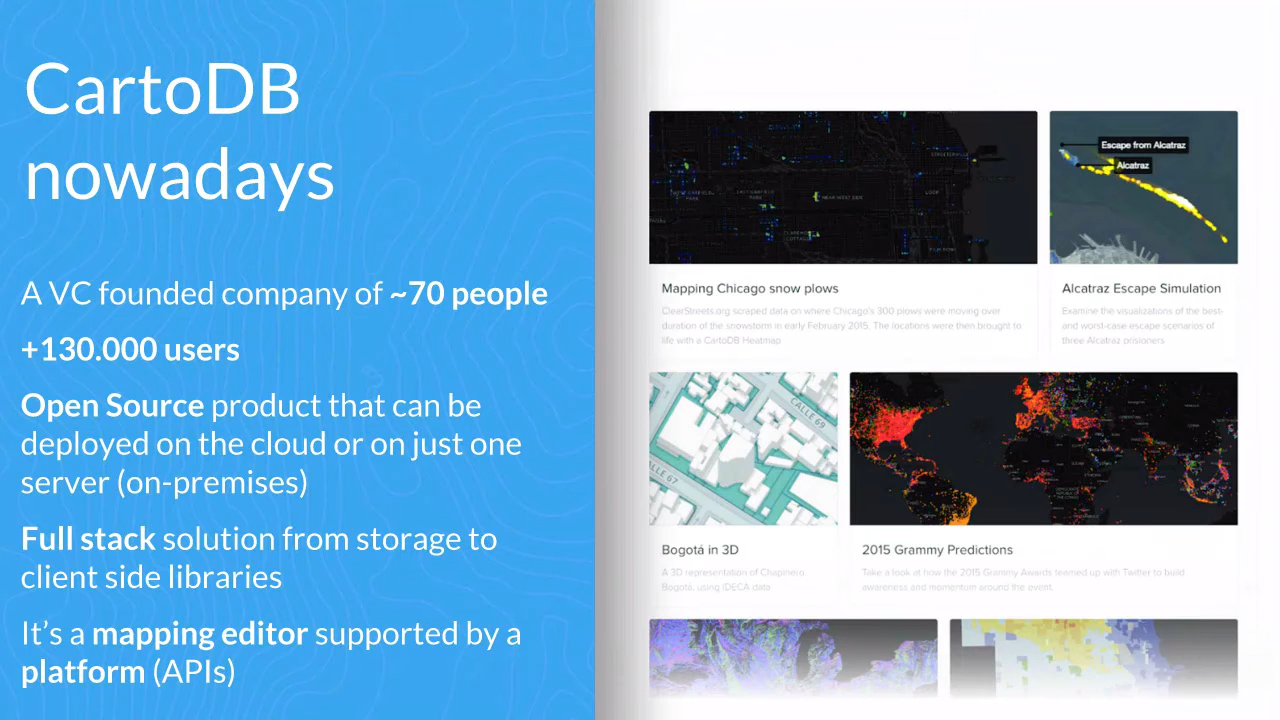 CartoDB
nowadays
A VC founded company of ~70 people
+130.000 users
Open Source product that can be
deployed on the cloud or on just one
server (on-premises)
Full stack solution from storage to
client side libraries
It's a mapping editor supported by a
platform (APIs)
NEAR WEST SIDE
LOOP
Mapping Chicago snow plows
ClearStreets.org scraped data on where Chicago's 300 plows were moving over
duration of the snowstorm in early February 2015. The locations were then brought to
life with a CartoDB Heatmap
Escape from Alcatraz
Alcatraz
Alcatraz Escape Simulation
Examine the visualizations of the best-
and worst-case escape scenarios of
three Alcatraz prisioners
CALLE 69
CALLE 67
Bogotá in 3D
A 3D representation of Chapinero,
Bogotá, using IDECA data
2015 Grammy Predictions
Take a look at how the 2015 Grammy Awards teamed up with Twitter to build
awareness and momentum around the event.